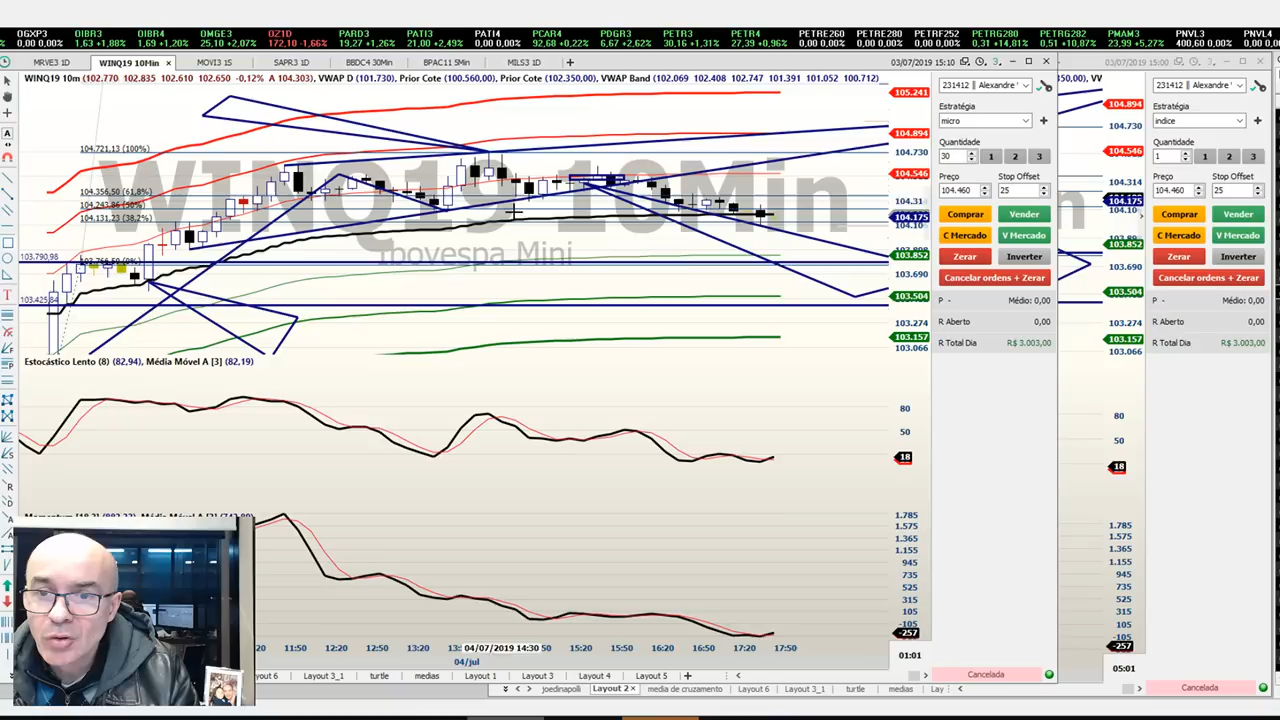 OGXP3 OIBR3 OIBR4 OMGE3 OZ1D PARD3 PATI3 PATI4 PCAR4 PDGR3 PETR3 PETR4 PETRE260 PETRE280 PETRF252 PETRG280 PETRG282 PMAM3 PNVL3 PNVL4
0,00 0,00% 1,63 +1,88% 1,69 +1,20% 25,10 +2,07% 172,10 -1,66% 19,27 +1,26% 21,00 +2,49% 0,00 0,00% 92,68 +0,22% 6,67 +2,62% 30,16 +1,31% 27,39 +0,96% 0,00 0,00% 0,00 0,00% 0,00 0,00% 0,31 +14,81% 0,51 +10,87% 23,99 +5,27% 400,60 0,00% 0,00 0,00%
MRVE3 1D WINQ19 10Min × MOVI3 1S SAPR3 1D BBDC4 30Min BPAC11 5Min MILS3 1D + 03/07/2019 15:10 03/07/2019 15:00
WINQ19 10m (102.770 102.835 102.610 102.650 -0,12% A 104.303), VWAP D (101.730), Prior Cote (100.560,00), Prior Cote (102.350,00), VWAP Band (102.069 102.408 102.747 101.391 101.052 100.712)
WINQ19 10Min
Ibovespa Mini
104.721,13 (100%)
104.356,50 (61,8%)
104.243,86 (50%)
104.131,23 (38,2%)
103.790,98
103.766,59 (0%)
105.241
104.894
104.730
104.546
104.31
104.175
104.10
103.852
103.690
103.504
103.274
103.157
103.066
231412 || Alexandre
Estratégia
micro
Quantidade
30 1 2 3
Preço Stop Offset
104.460 25
Comprar Vender
C Mercado V Mercado
Zerar Inverter
Cancelar ordens + Zerar
P - Médio: 0,00
R Aberto 0,00
R Total Dia R$ 3.003,00
Cancelada
104.894
104.730
104.546
104.314
104.175
104.10
103.852
103.690
103.504
103.274
103.157
103.066
231412 || Alexandre
Estratégia
indice
Quantidade
1 1 2 3
Preço Stop Offset
104.460 25
Comprar Vender
C Mercado V Mercado
Zerar Inverter
Cancelar ordens + Zerar
P - Médio: 0,00
R Aberto 0,00
R Total Dia R$ 3.003,00
Cancelada
Estocástico Lento (8) (82,94), Média Móvel A [3] (82,19)
80 80
50 50
18 18
1.785 1.785
1.575 1.575
1.365 1.365
1.155 1.155
945 945
735 735
525 525
315 315
105 105
-105 -105
-257 -257
11:50 12:20 12:50 13:20 04/07/2019 14:30 15:20 15:50 16:20 16:50 17:20 17:50
04/jul
01:01 05:01
Layout 3_1 turtle medias Layout 1 Layout 3 Layout 4 Layout 5 +
joedinapolli Layout 2 × media de cruzamento Layout 6 Layout 3_1 turtle medias Lay